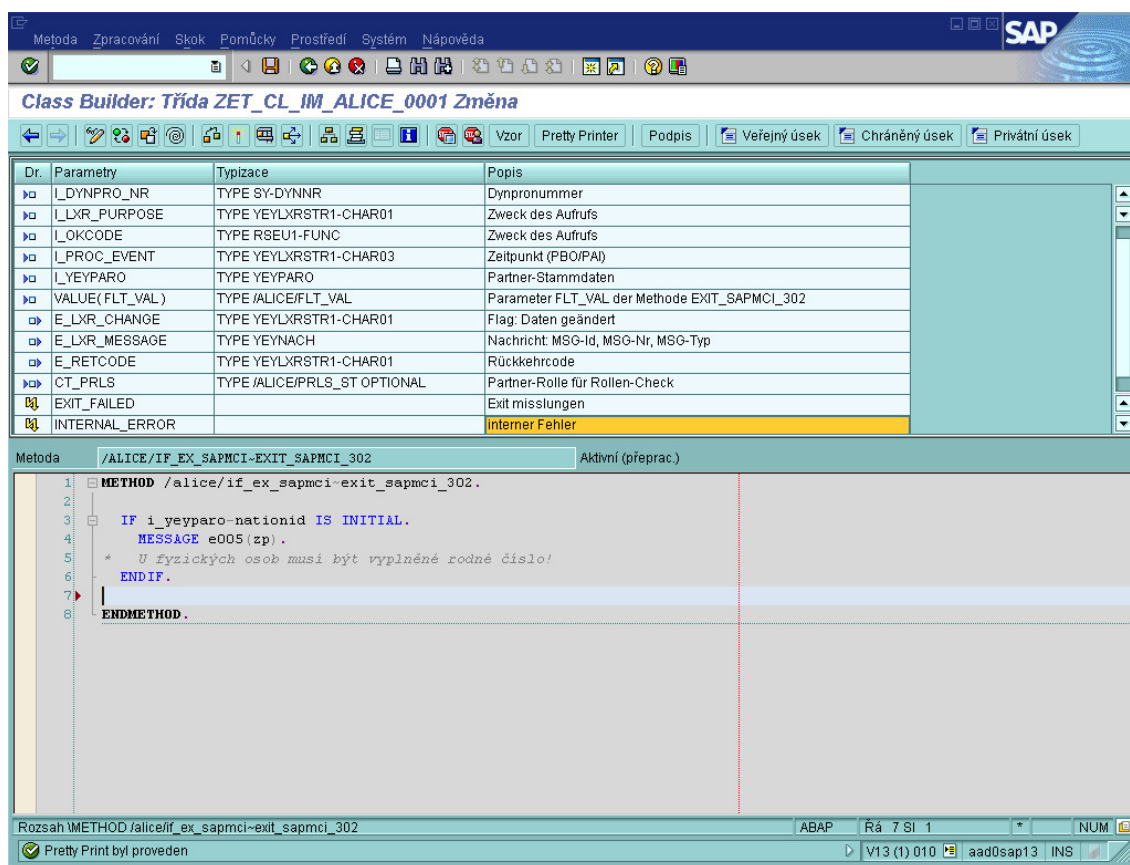 Metoda Zpracování Skok Pomůcky Prostředí Systém Nápověda
SAP
Class Builder: Třída ZET_CL_IM_ALICE_0001 Změna
Vzor Pretty Printer Podpis Veřejný úsek Chráněný úsek Privátní úsek
Dr. Parametry Typizace Popis
I_DYNPRO_NR TYPE SY-DYNNR Dynpronummer
I_LXR_PURPOSE TYPE YEYLXRSTR1-CHAR01 Zweck des Aufrufs
I_OKCODE TYPE RSEU1-FUNC Zweck des Aufrufs
I_PROC_EVENT TYPE YEYLXRSTR1-CHAR03 Zeitpunkt (PBO/PAI)
I_YEYPARO TYPE YEYPARO Partner-Stammdaten
VALUE( FLT_VAL ) TYPE /ALICE/FLT_VAL Parameter FLT_VAL der Methode EXIT_SAPMCI_302
E_LXR_CHANGE TYPE YEYLXRSTR1-CHAR01 Flag: Daten geändert
E_LXR_MESSAGE TYPE YEYNACH Nachricht: MSG-Id, MSG-Nr, MSG-Typ
E_RETCODE TYPE YEYLXRSTR1-CHAR01 Rückkehrcode
CT_PRLS TYPE /ALICE/PRLS_ST OPTIONAL Partner-Rolle für Rollen-Check
EXIT_FAILED Exit misslungen
INTERNAL_ERROR interner Fehler
Metoda /ALICE/IF_EX_SAPMCI~EXIT_SAPMCI_302 Aktivní (přeprac.)
1 METHOD /alice/if_ex_sapmci~exit_sapmci_302.
2
3 IF i_yeyparo-nationid IS INITIAL.
4 MESSAGE e005(zp).
5 * U fyzických osob musí být vyplněné rodné číslo!
6 ENDIF.
7
8 ENDMETHOD.
Rozsah \METHOD /alice/if_ex_sapmci~exit_sapmci_302 ABAP Řá 7 Sl 1 * NUM
Pretty Print byl proveden V13 (1) 010 aad0sap13 INS